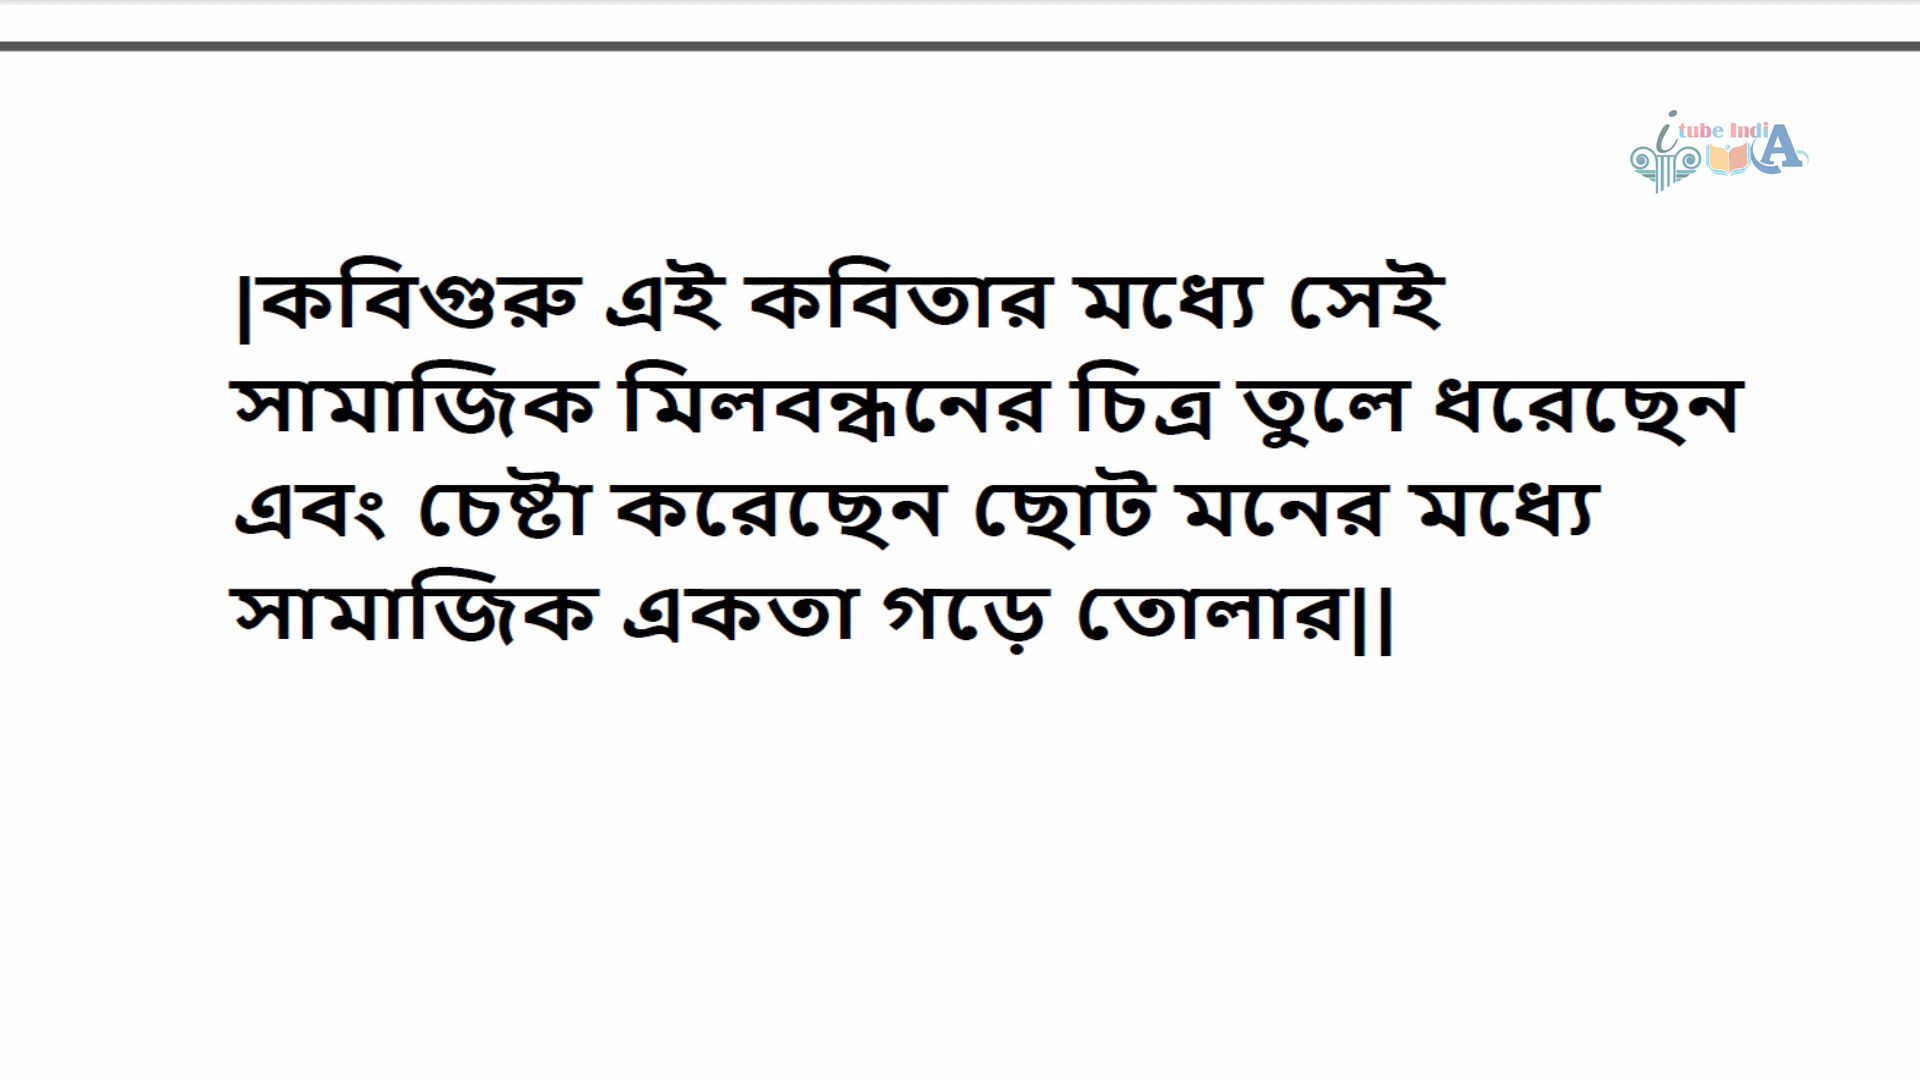 itube IndiA
|কবিগুরু এই কবিতার মধ্যে সেই
সামাজিক মিলবন্ধনের চিত্র তুলে ধরেছেন
এবং চেষ্টা করেছেন ছোট মনের মধ্যে
সামাজিক একতা গড়ে তোলার||